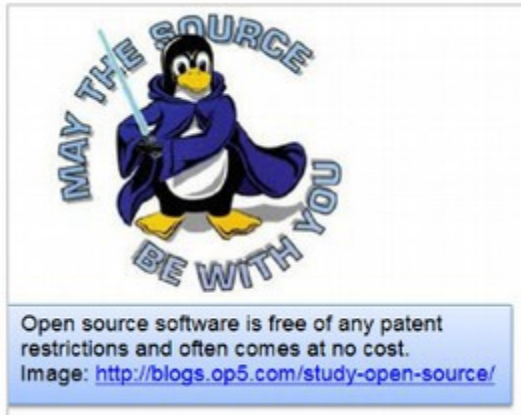 MAY THE SOURCE
BE WITH YOU
Open source software is free of any patent
restrictions and often comes at no cost.
Image: http://blogs.op5.com/study-open-source/